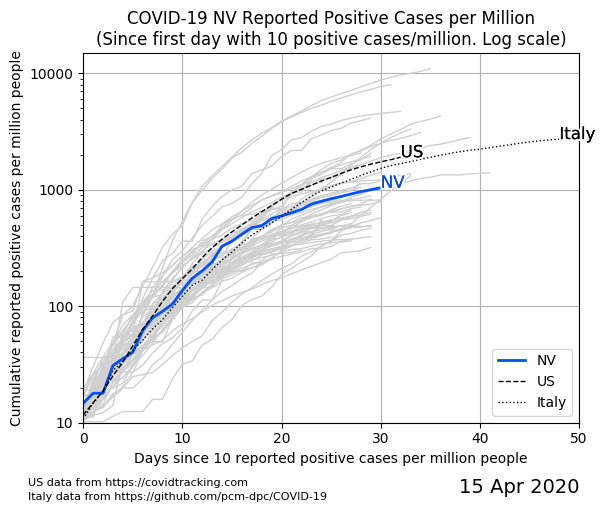 COVID-19 NV Reported Positive Cases per Million
(Since first day with 10 positive cases/million. Log scale)
Cumulative reported positive cases per million people
10000
1000
100
10
Italy
US
NV
NV
US
Italy
0 10 20 30 40 50
Days since 10 reported positive cases per million people
US data from https://covidtracking.com
Italy data from https://github.com/pcm-dpc/COVID-19
15 Apr 2020